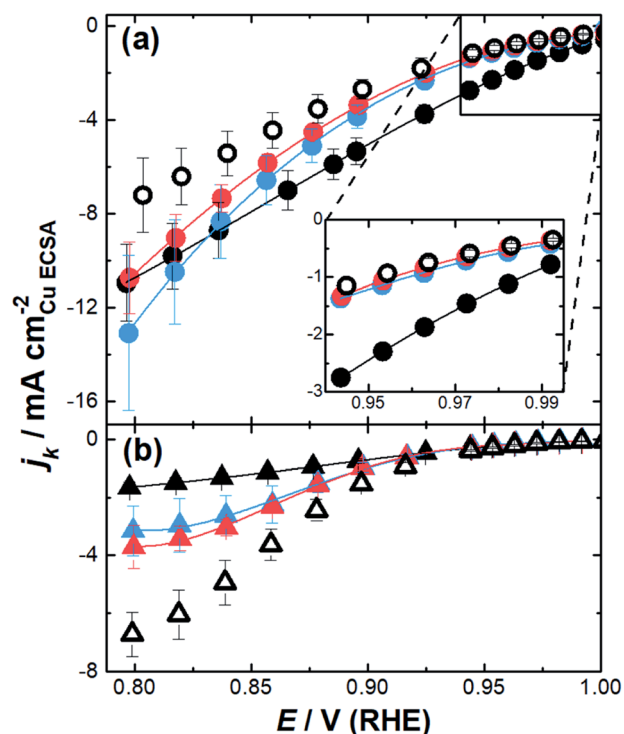 (a)
0
-4
-8
-12
-16
j_k / mA cm⁻²_Cu ECSA
0
-1
-2
-3
0.95 0.97 0.99
(b)
0
-4
-8
0.80 0.85 0.90 0.95 1.00
E / V (RHE)